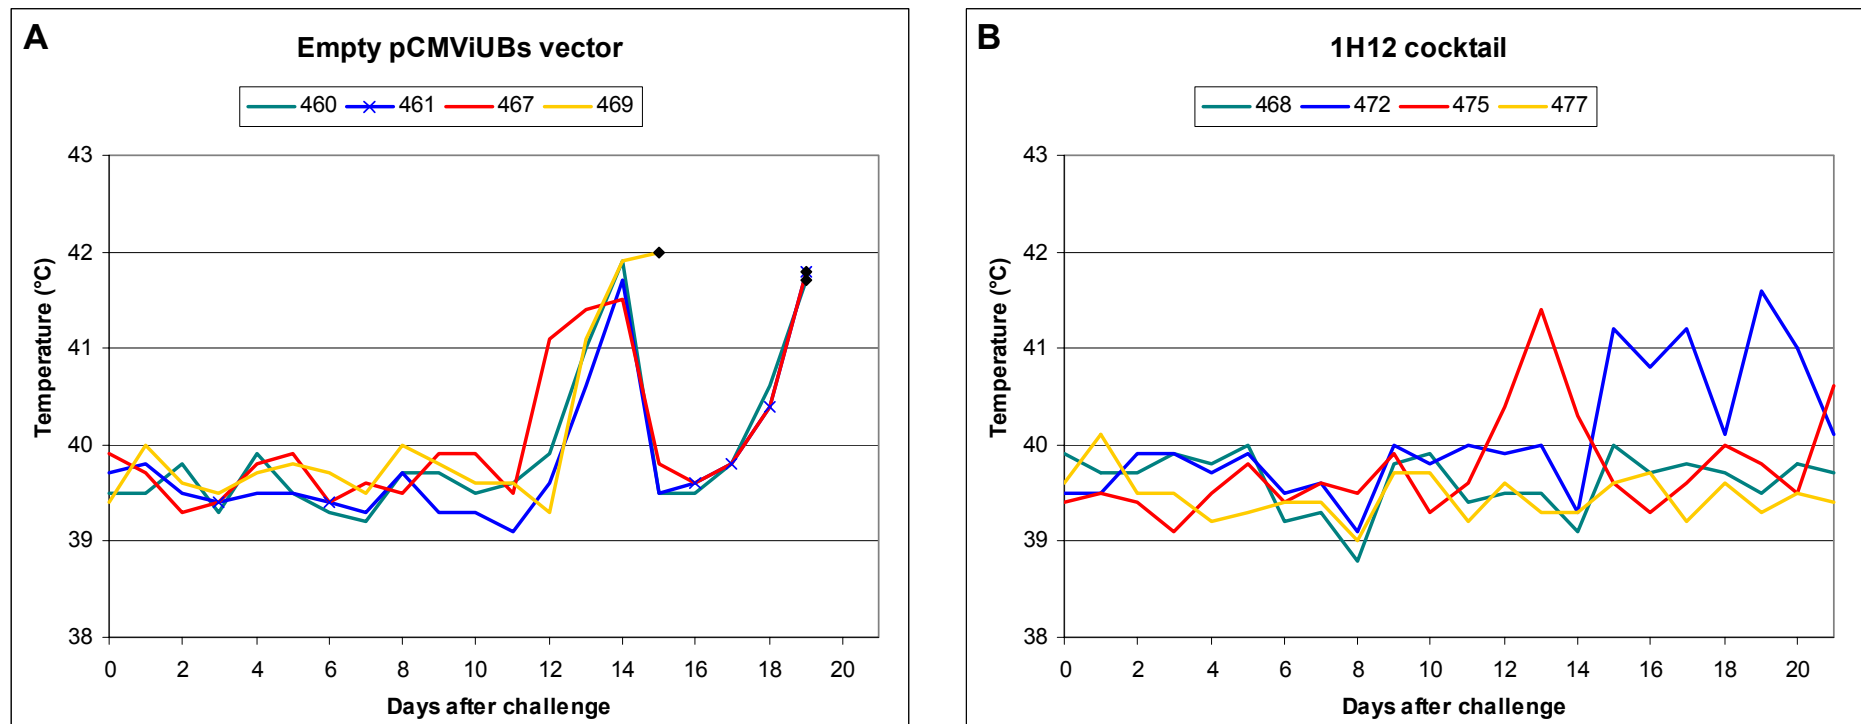 A
Empty pCMViUBs vector
460 461 467 469
43
42
41
40
39
38
Temperature (°C)
0 2 4 6 8 10 12 14 16 18 20
Days after challenge
B
1H12 cocktail
468 472 475 477
43
42
41
40
39
38
Temperature (°C)
0 2 4 6 8 10 12 14 16 18 20
Days after challenge